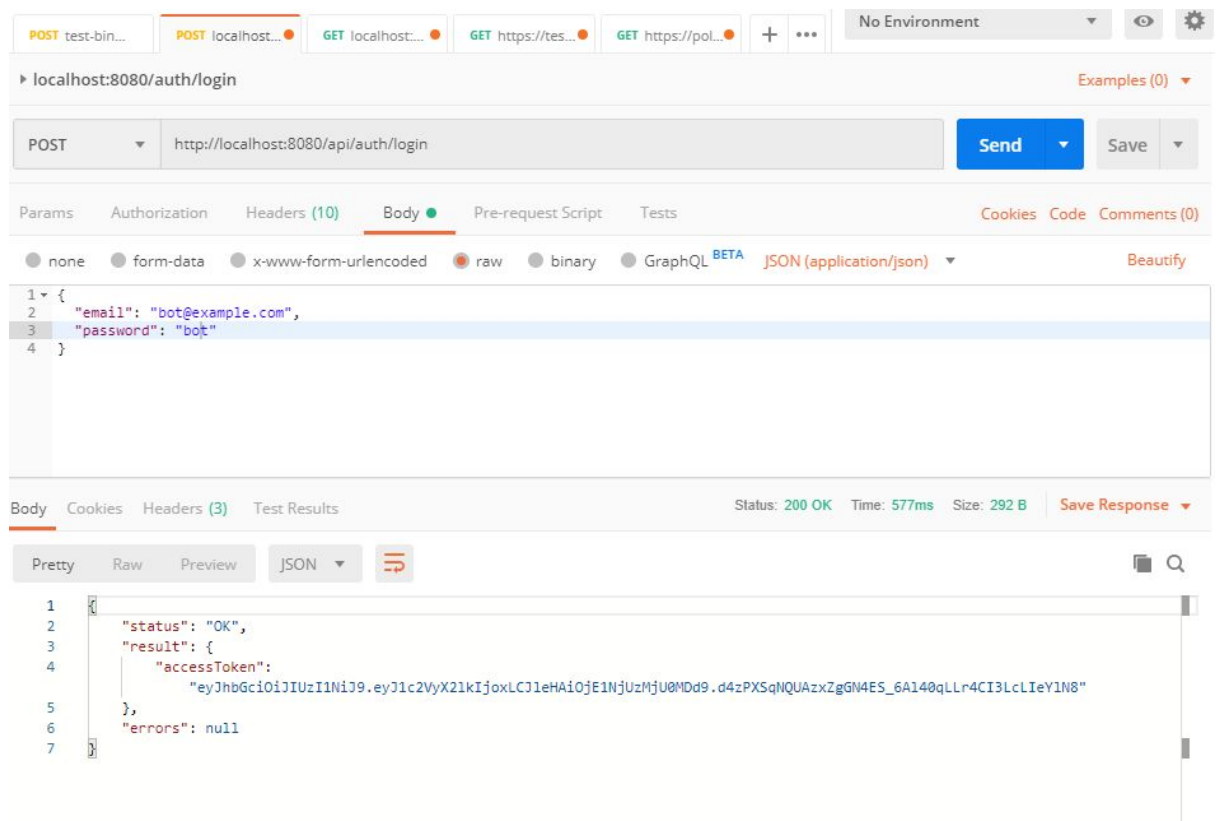 POST test-bin... POST localhost... GET localhost:... GET https://tes... GET https://pol... + ••• No Environment
localhost:8080/auth/login Examples (0)
POST http://localhost:8080/api/auth/login Send Save
Params Authorization Headers (10) Body Pre-request Script Tests Cookies Code Comments (0)
none form-data x-www-form-urlencoded raw binary GraphQL BETA JSON (application/json) Beautify
1 {
2 "email": "bot@example.com",
3 "password": "bot"
4 }
Body Cookies Headers (3) Test Results Status: 200 OK Time: 577ms Size: 292 B Save Response
Pretty Raw Preview JSON
1 {
2 "status": "OK",
3 "result": {
4 "accessToken":
"eyJhbGciOiJIUzI1NiJ9.eyJ1c2VyX2lkIjoxLCJleHAiOjE1NjUzMjU0MDd9.d4zPXSqNQUAzxZgGN4ES_6Al40qLLr4CI3LcLIeYlN8"
5 },
6 "errors": null
7 }